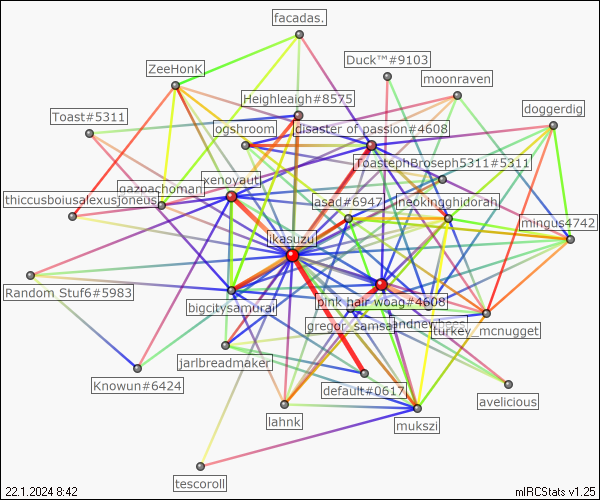 facadas.
Duck™#9103
ZeeHonK
moonraven
Heighleigh#8575
doggerdig
Toast#5311
ogshroom
disaster of passion#4608
ToastephBroseph5311#5311
xenoyaut
gazpachoman
thiccusboiusalexusjoneus
asad#6947
neokingghidorah
mingus4742
ikasuzu
Random Stuf6#5983
bigcitysamurai
pink hair woag#4608
gregor_samsa
turkey_mcnugget
jarlbreadmaker
Knowun#6424
default#0617
avelicious
lahnk
mukszi
tescoroll
22.1.2024 8:42
mIRCStats v1.25